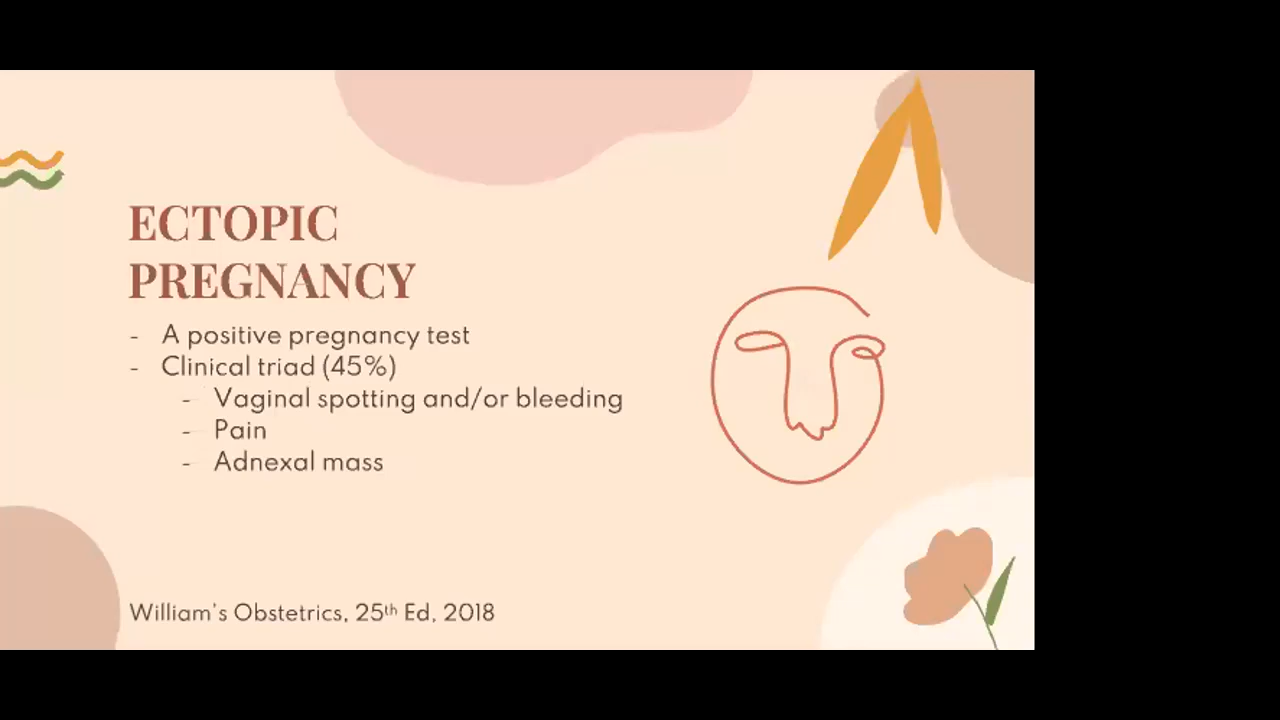 ECTOPIC
PREGNANCY
- A positive pregnancy test
- Clinical triad (45%)
- Vaginal spotting and/or bleeding
- Pain
- Adnexal mass
William's Obstetrics, 25th Ed, 2018